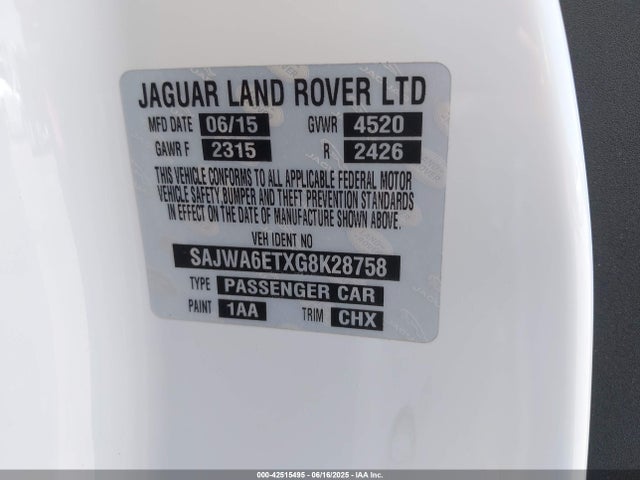 JAGUAR LAND ROVER LTD
MFD DATE 06/15 GVWR 4520
GAWR F 2315 R 2426
THIS VEHICLE CONFORMS TO ALL APPLICABLE FEDERAL MOTOR
VEHICLE SAFETY,BUMPER AND THEFT PREVENTION STANDARDS
IN EFFECT ON THE DATE OF MANUFACTURE SHOWN ABOVE.
VEH IDENT NO
SAJWA6ETXG8K28758
TYPE PASSENGER CAR
PAINT 1AA TRIM CHX
000-42515495 - 06/16/2025 - IAA Inc.